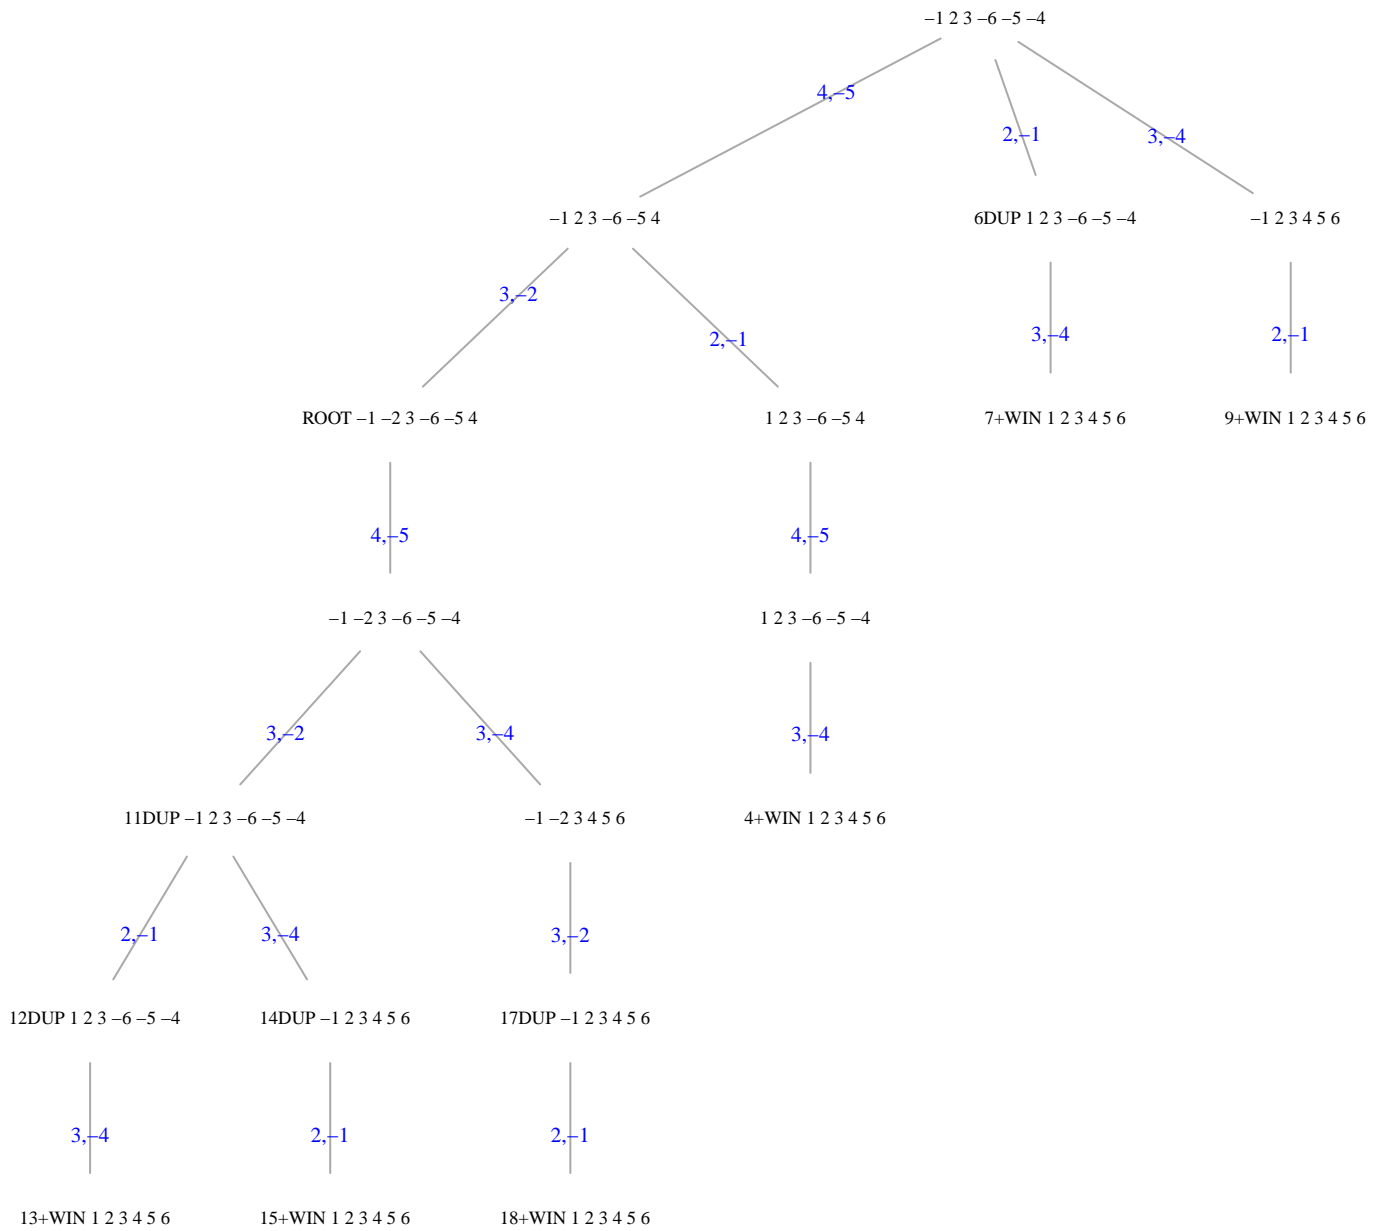 –1 2 3 –6 –5 –4
4,–5
2,–1
3,–4
–1 2 3 –6 –5 4
6DUP 1 2 3 –6 –5 –4
–1 2 3 4 5 6
3,–2
2,–1
3,–4
2,–1
ROOT –1 –2 3 –6 –5 4
1 2 3 –6 –5 4
7+WIN 1 2 3 4 5 6
9+WIN 1 2 3 4 5 6
4,–5
4,–5
–1 –2 3 –6 –5 –4
1 2 3 –6 –5 –4
3,–2
3,–4
3,–4
11DUP –1 2 3 –6 –5 –4
–1 –2 3 4 5 6
4+WIN 1 2 3 4 5 6
2,–1
3,–4
3,–2
12DUP 1 2 3 –6 –5 –4
14DUP –1 2 3 4 5 6
17DUP –1 2 3 4 5 6
3,–4
2,–1
2,–1
13+WIN 1 2 3 4 5 6
15+WIN 1 2 3 4 5 6
18+WIN 1 2 3 4 5 6